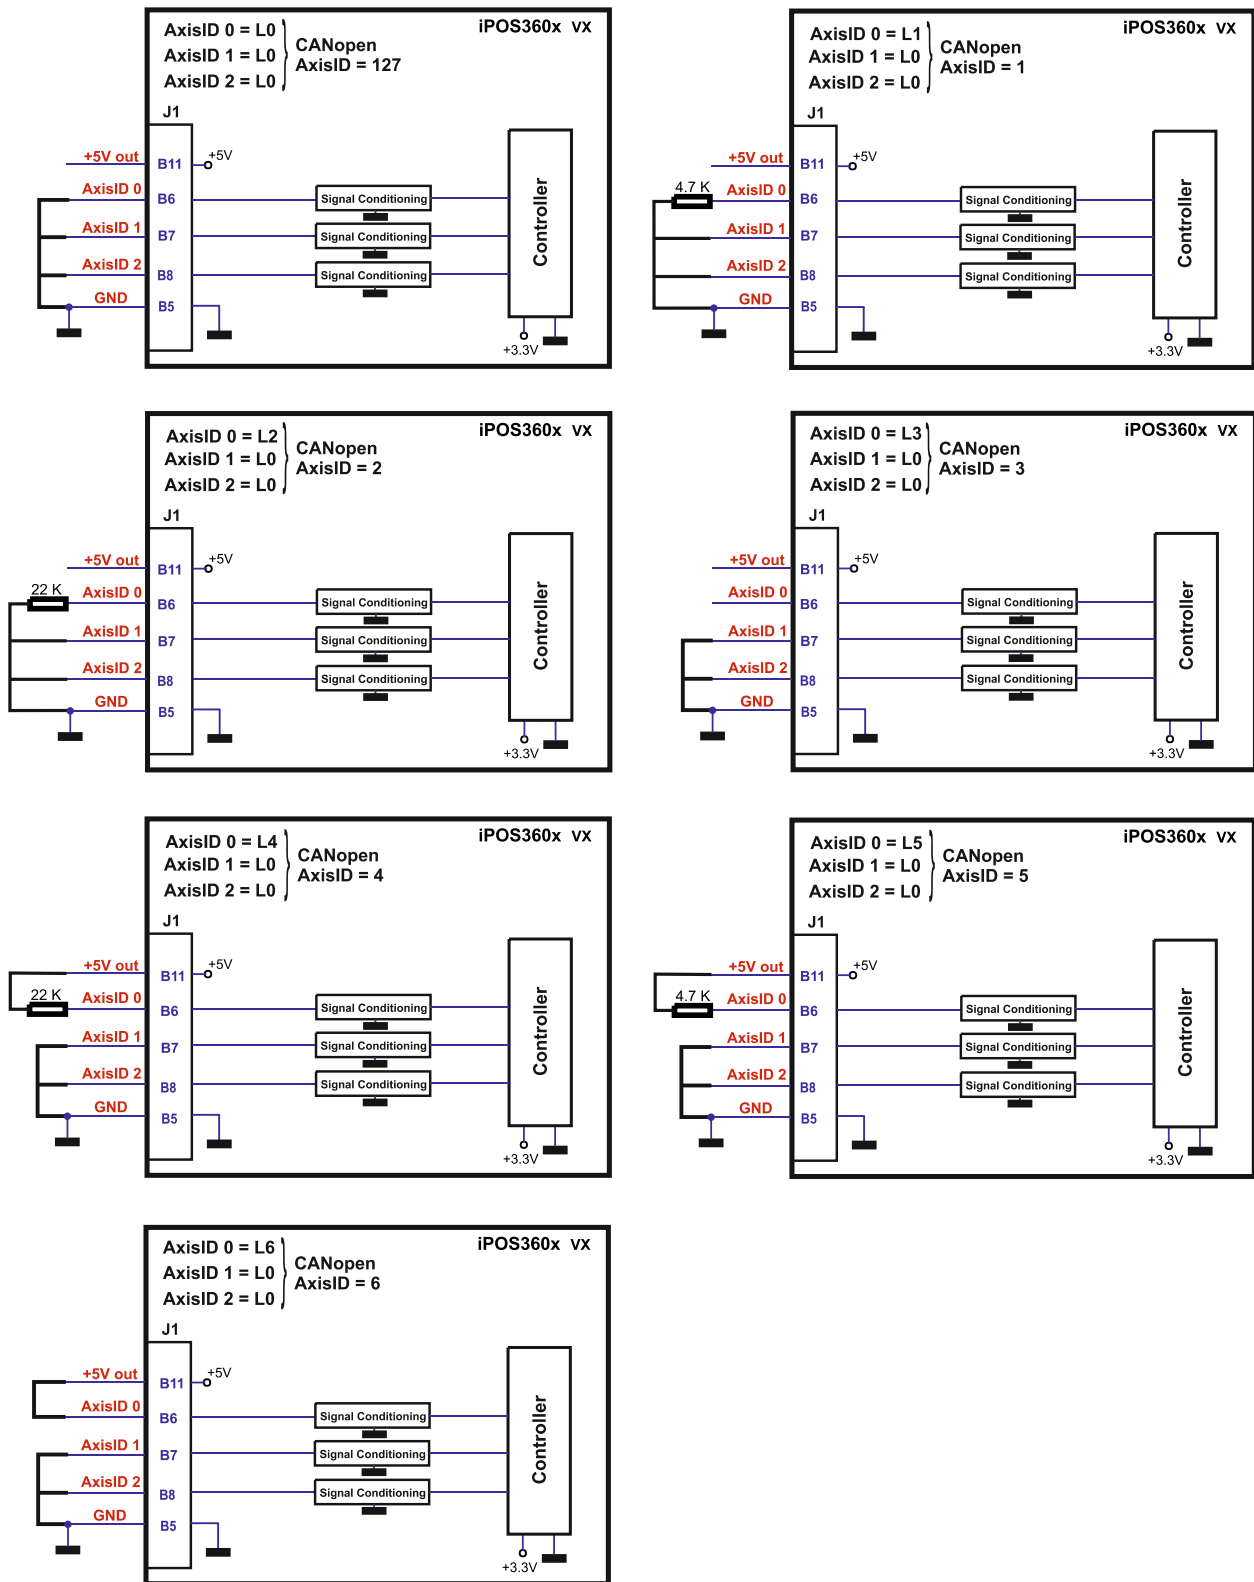 AxisID 0 = L0
AxisID 1 = L0
AxisID 2 = L0
CANopen
AxisID = 127
iPOS360x VX
J1
+5V out
B11
+5V
AxisID 0
B6
Signal Conditioning
AxisID 1
B7
Signal Conditioning
AxisID 2
B8
Signal Conditioning
GND
B5
Controller
+3.3V
AxisID 0 = L1
AxisID 1 = L0
AxisID 2 = L0
CANopen
AxisID = 1
iPOS360x VX
J1
+5V out
B11
+5V
4.7 K
AxisID 0
B6
Signal Conditioning
AxisID 1
B7
Signal Conditioning
AxisID 2
B8
Signal Conditioning
GND
B5
Controller
+3.3V
AxisID 0 = L2
AxisID 1 = L0
AxisID 2 = L0
CANopen
AxisID = 2
iPOS360x VX
J1
+5V out
B11
+5V
22 K
AxisID 0
B6
Signal Conditioning
AxisID 1
B7
Signal Conditioning
AxisID 2
B8
Signal Conditioning
GND
B5
Controller
+3.3V
AxisID 0 = L3
AxisID 1 = L0
AxisID 2 = L0
CANopen
AxisID = 3
iPOS360x VX
J1
+5V out
B11
+5V
AxisID 0
B6
Signal Conditioning
AxisID 1
B7
Signal Conditioning
AxisID 2
B8
Signal Conditioning
GND
B5
Controller
+3.3V
AxisID 0 = L4
AxisID 1 = L0
AxisID 2 = L0
CANopen
AxisID = 4
iPOS360x VX
J1
+5V out
B11
+5V
22 K
AxisID 0
B6
Signal Conditioning
AxisID 1
B7
Signal Conditioning
AxisID 2
B8
Signal Conditioning
GND
B5
Controller
+3.3V
AxisID 0 = L5
AxisID 1 = L0
AxisID 2 = L0
CANopen
AxisID = 5
iPOS360x VX
J1
+5V out
B11
+5V
4.7 K
AxisID 0
B6
Signal Conditioning
AxisID 1
B7
Signal Conditioning
AxisID 2
B8
Signal Conditioning
GND
B5
Controller
+3.3V
AxisID 0 = L6
AxisID 1 = L0
AxisID 2 = L0
CANopen
AxisID = 6
iPOS360x VX
J1
+5V out
B11
+5V
AxisID 0
B6
Signal Conditioning
AxisID 1
B7
Signal Conditioning
AxisID 2
B8
Signal Conditioning
GND
B5
Controller
+3.3V